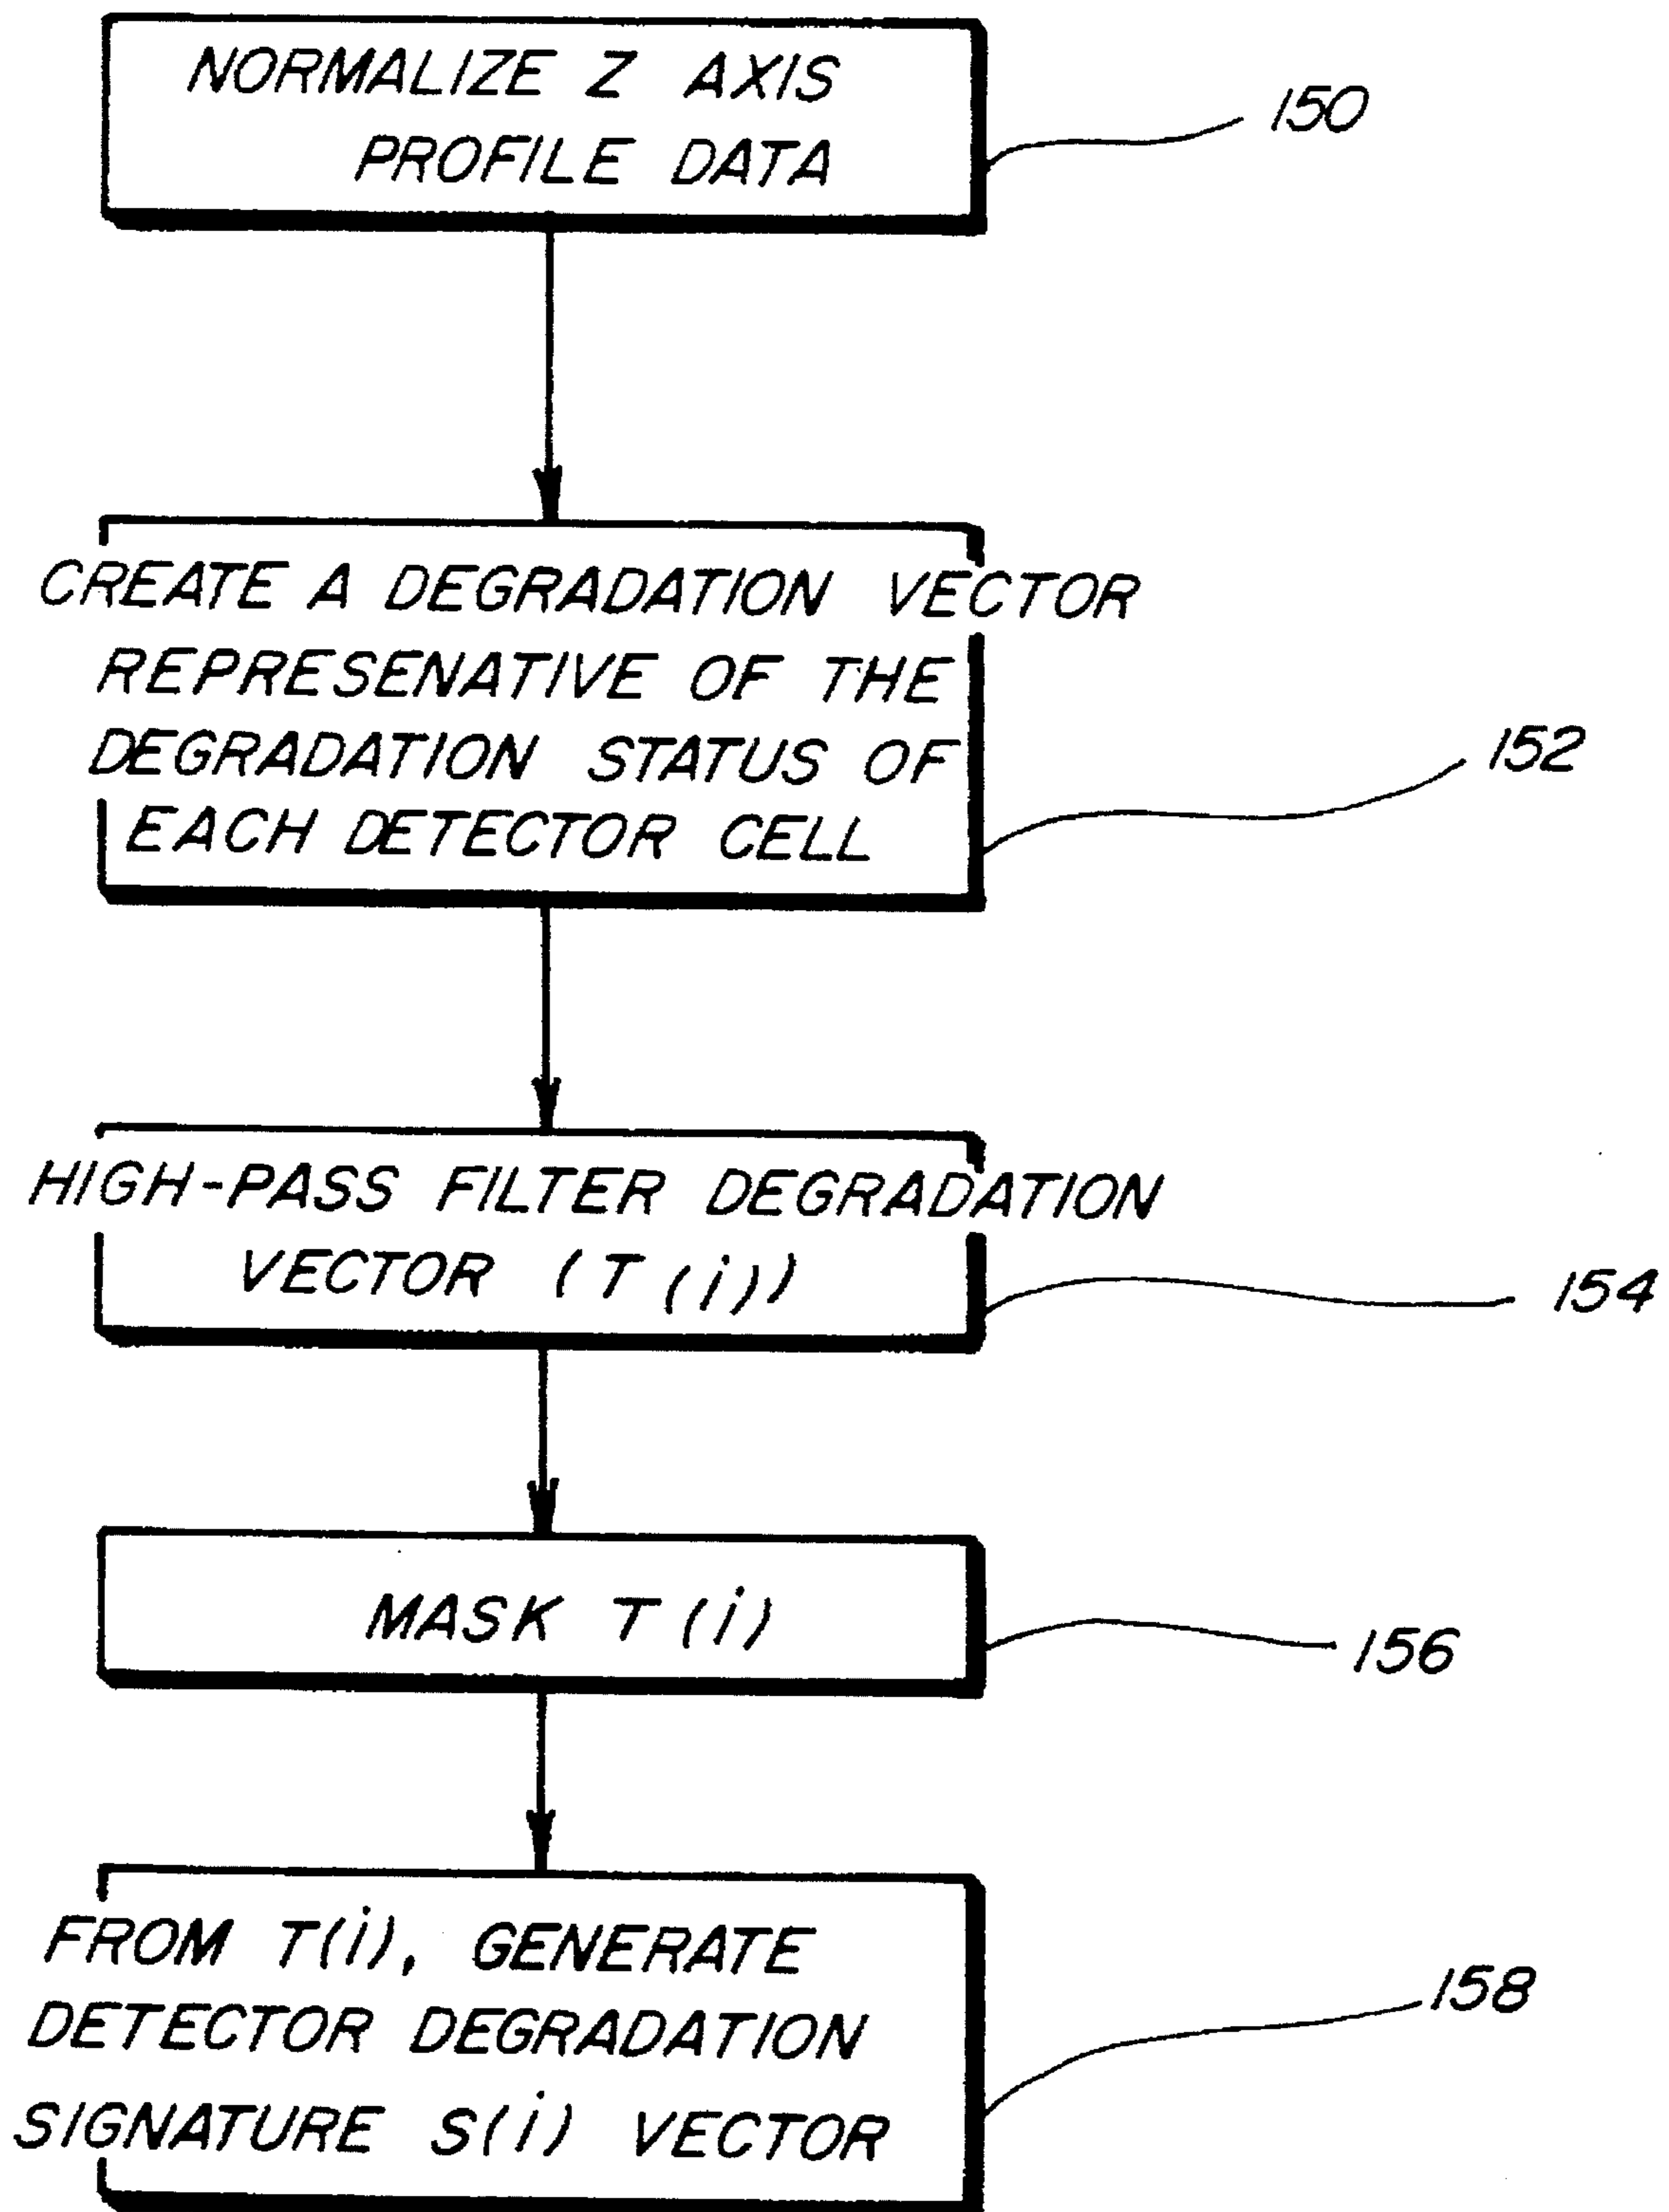 NORMALIZE Z AXIS
PROFILE DATA
150
CREATE A DEGRADATION VECTOR
REPRESENATIVE OF THE
DEGRADATION STATUS OF
EACH DETECTOR CELL
152
HIGH-PASS FILTER DEGRADATION
VECTOR (T(i))
154
MASK T(i)
156
FROM T(i), GENERATE
DETECTOR DEGRADATION
SIGNATURE S(i) VECTOR
158